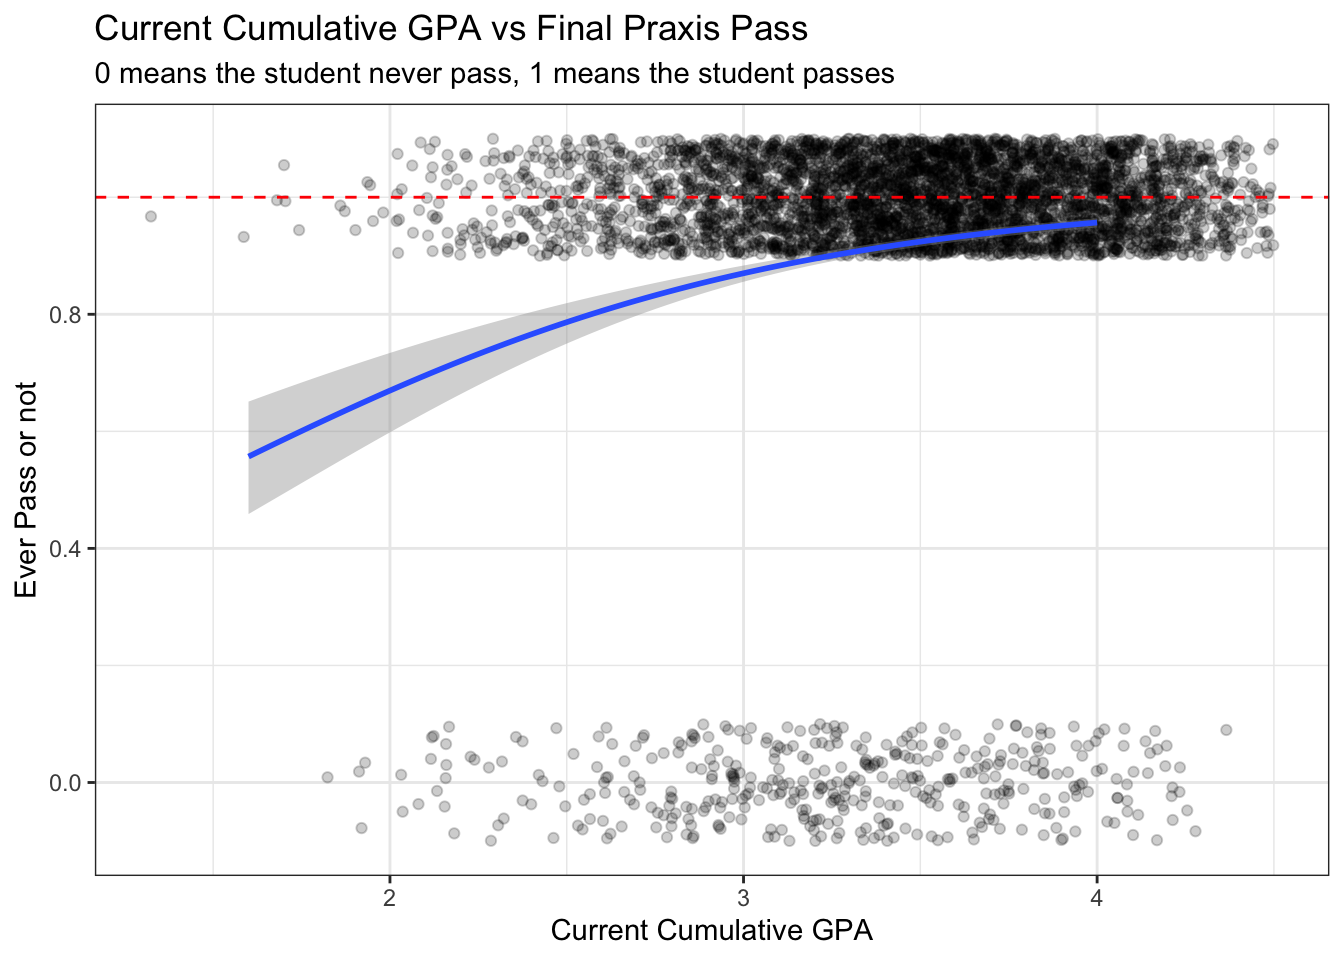 Current Cumulative GPA vs Final Praxis Pass
0 means the student never pass, 1 means the student passes
Ever Pass or not
0.8
0.4
0.0
2 3 4
Current Cumulative GPA